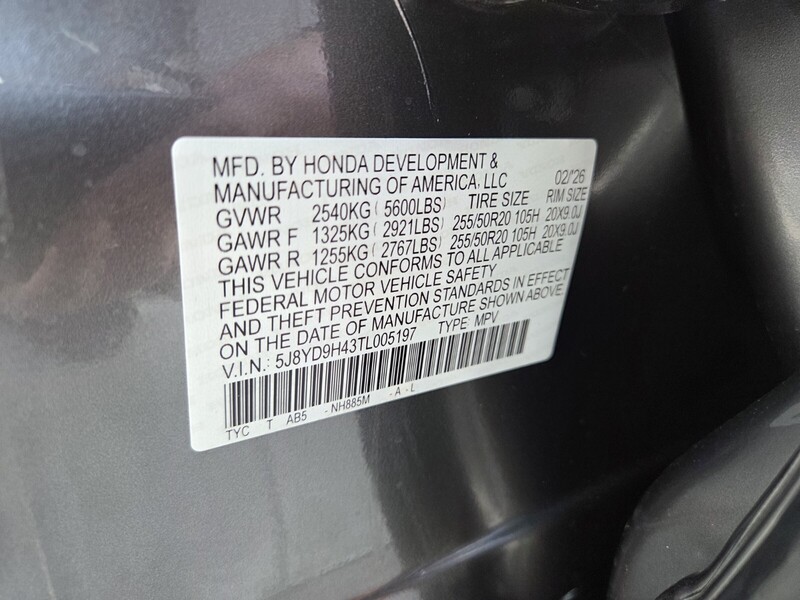 MFD. BY HONDA DEVELOPMENT &
MANUFACTURING OF AMERICA, LLC 02/'26
GVWR 2540KG ( 5600LBS) TIRE SIZE RIM SIZE
GAWR F 1325KG ( 2921LBS) 255/50R20 105H 20X9.0J
GAWR R 1255KG ( 2767LBS) 255/50R20 105H 20X9.0J
THIS VEHICLE CONFORMS TO ALL APPLICABLE
FEDERAL MOTOR VEHICLE SAFETY
AND THEFT PREVENTION STANDARDS IN EFFECT
ON THE DATE OF MANUFACTURE SHOWN ABOVE.
V.I.N.: 5J8YD9H43TL005197 TYPE: MPV
TYC T AB5 - NH885M - A - L